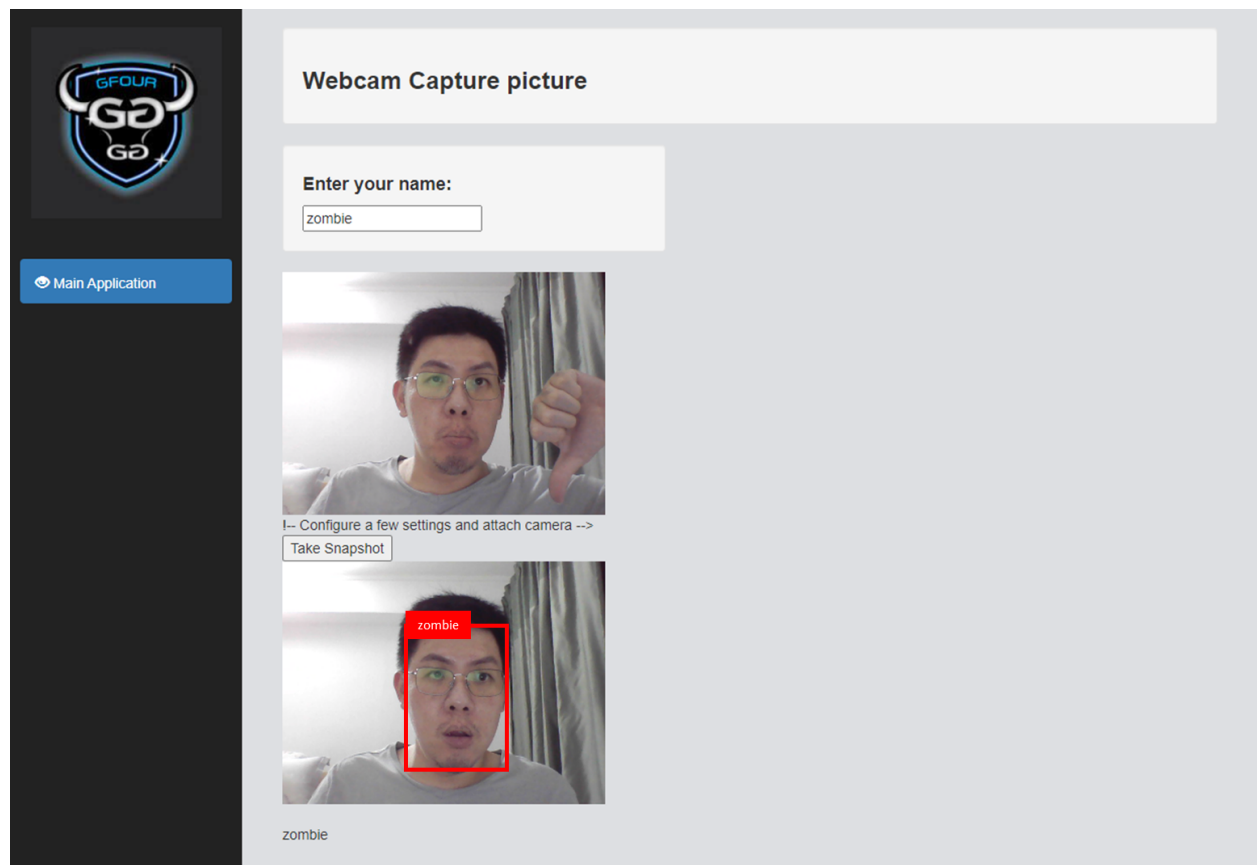 GFOUR
GG
GG
Main Application
Webcam Capture picture
Enter your name:
zombie
!-- Configure a few settings and attach camera -->
Take Snapshot
zombie
zombie